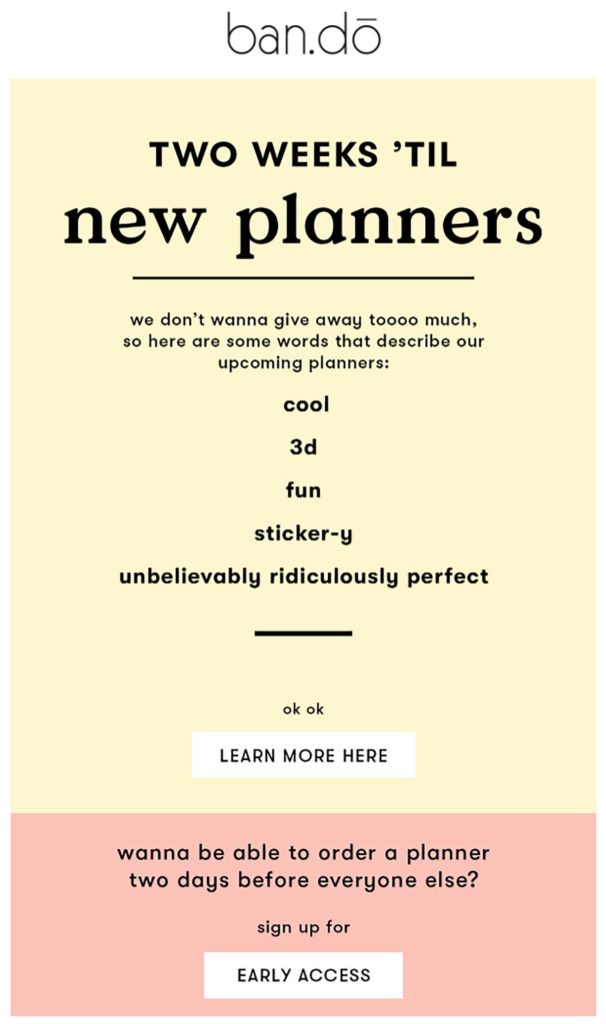 ban.dō
TWO WEEKS ’TIL
new planners
we don’t wanna give away toooo much,
so here are some words that describe our
upcoming planners:
cool
3d
fun
sticker-y
unbelievably ridiculously perfect
ok ok
LEARN MORE HERE
wanna be able to order a planner
two days before everyone else?
sign up for
EARLY ACCESS